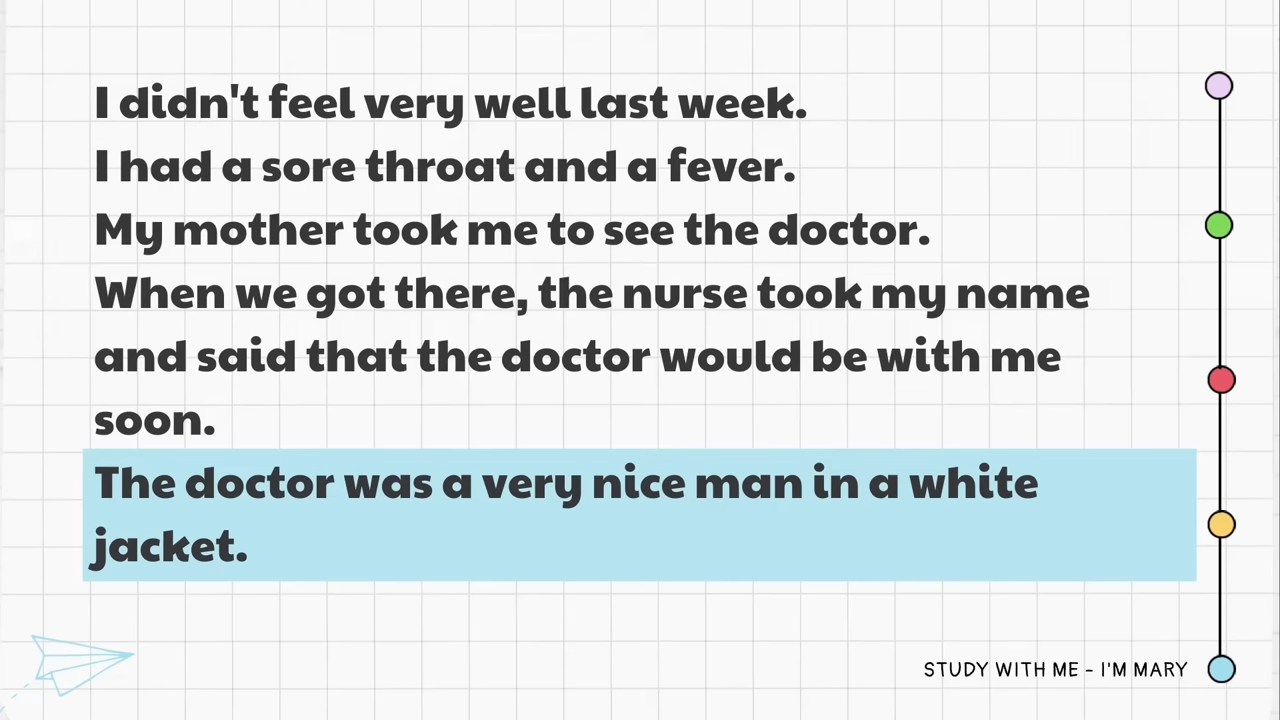 I didn't feel very well last week.
I had a sore throat and a fever.
My mother took me to see the doctor.
When we got there, the nurse took my name
and said that the doctor would be with me
soon.
The doctor was a very nice man in a white
jacket.
STUDY WITH ME - I'M MARY